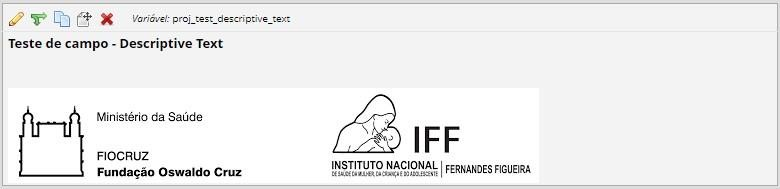 Variável: proj_test_descriptive_text
Teste de campo - Descriptive Text
Ministério da Saúde
FIOCRUZ
Fundação Oswaldo Cruz
IFF
INSTITUTO NACIONAL
DE SAÚDE DA MULHER, DA CRIANÇA E DO ADOLESCENTE
FERNANDES FIGUEIRA